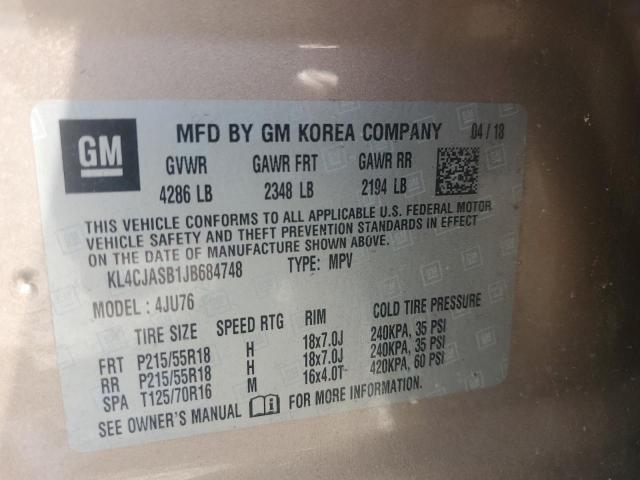 GM MFD BY GM KOREA COMPANY 04/18
GVWR GAWR FRT GAWR RR
4286 LB 2348 LB 2194 LB
THIS VEHICLE CONFORMS TO ALL APPLICABLE U.S. FEDERAL MOTOR
VEHICLE SAFETY AND THEFT PREVENTION STANDARDS IN EFFECT
ON THE DATE OF MANUFACTURE SHOWN ABOVE.
KL4CJASB1JB684748 TYPE: MPV
MODEL: 4JU76
TIRE SIZE SPEED RTG RIM COLD TIRE PRESSURE
FRT P215/55R18 H 18x7.0J 240KPA, 35 PSI
RR P215/55R18 H 18x7.0J 240KPA, 35 PSI
SPA T125/70R16 M 16x4.0T 420KPA, 60 PSI
SEE OWNER'S MANUAL FOR MORE INFORMATION.